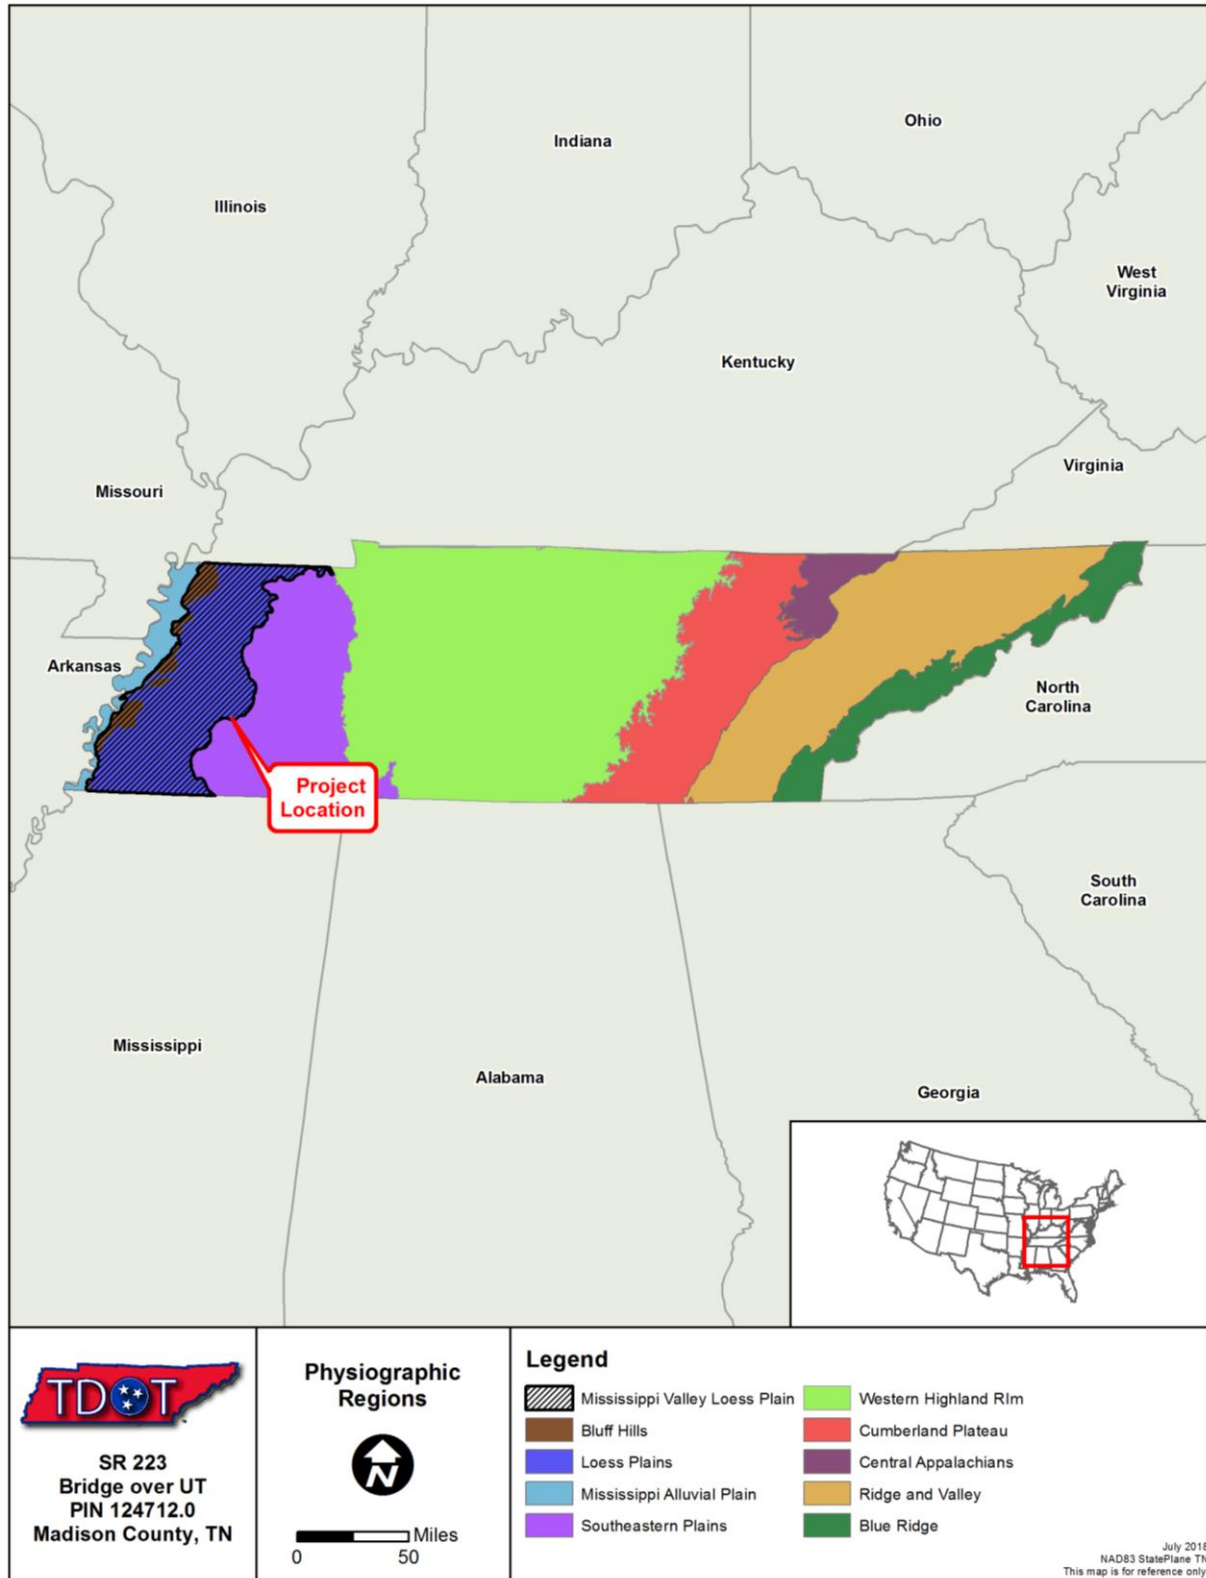 Ohio
Indiana
Illinois
West
Virginia
Kentucky
Virginia
Missouri
Arkansas
North
Carolina
Project
Location
South
Carolina
Mississippi
Alabama
Georgia
TDOT
SR 223
Bridge over UT
PIN 124712.0
Madison County, TN
Physiographic
Regions
N
Miles
0 50
Legend
Mississippi Valley Loess Plain
Bluff Hills
Loess Plains
Mississippi Alluvial Plain
Southeastern Plains
Western Highland RIm
Cumberland Plateau
Central Appalachians
Ridge and Valley
Blue Ridge
July 2018
NAD83 StatePlane TN
This map is for reference only